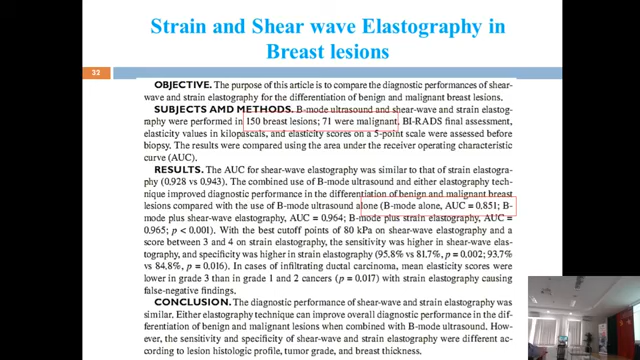 Strain and Shear wave Elastography in
Breast lesions
32
OBJECTIVE. The purpose of this article is to compare the diagnostic performances of shear-
wave and strain elastography for the differentiation of benign and malignant breast lesions.
SUBJECTS AND METHODS. B-mode ultrasound and shear-wave and strain elastog-
raphy were performed in 150 breast lesions; 71 were malignant. BI-RADS final assessment,
elasticity values in kilopascals, and elasticity scores on a 5-point scale were assessed before
biopsy. The results were compared using the area under the receiver operating characteristic
curve (AUC).
RESULTS. The AUC for shear-wave elastography was similar to that of strain elastogra-
phy (0.928 vs 0.943). The combined use of B-mode ultrasound and either elastography tech-
nique improved diagnostic performance in the differentiation of benign and malignant breast
lesions compared with the use of B-mode ultrasound alone (B-mode alone, AUC = 0.851; B-
mode plus shear-wave elastography, AUC = 0.964; B-mode plus strain elastography, AUC =
0.965; p < 0.001). With the best cutoff points of 80 kPa on shear-wave elastography and a
score between 3 and 4 on strain elastography, the sensitivity was higher in shear-wave elas-
tography, and specificity was higher in strain elastography (95.8% vs 81.7%, p = 0.002; 93.7%
vs 84.8%, p = 0.016). In cases of infiltrating ductal carcinoma, mean elasticity scores were
lower in grade 3 than in grade 1 and 2 cancers (p = 0.017) with strain elastography causing
false-negative findings.
CONCLUSION. The diagnostic performance of shear-wave and strain elastography was
similar. Either elastography technique can improve overall diagnostic performance in the dif-
ferentiation of benign and malignant lesions when combined with B-mode ultrasound. How-
ever, the sensitivity and specificity of shear-wave and strain elastography were different ac-
cording to lesion histologic profile, tumor grade, and breast thickness.